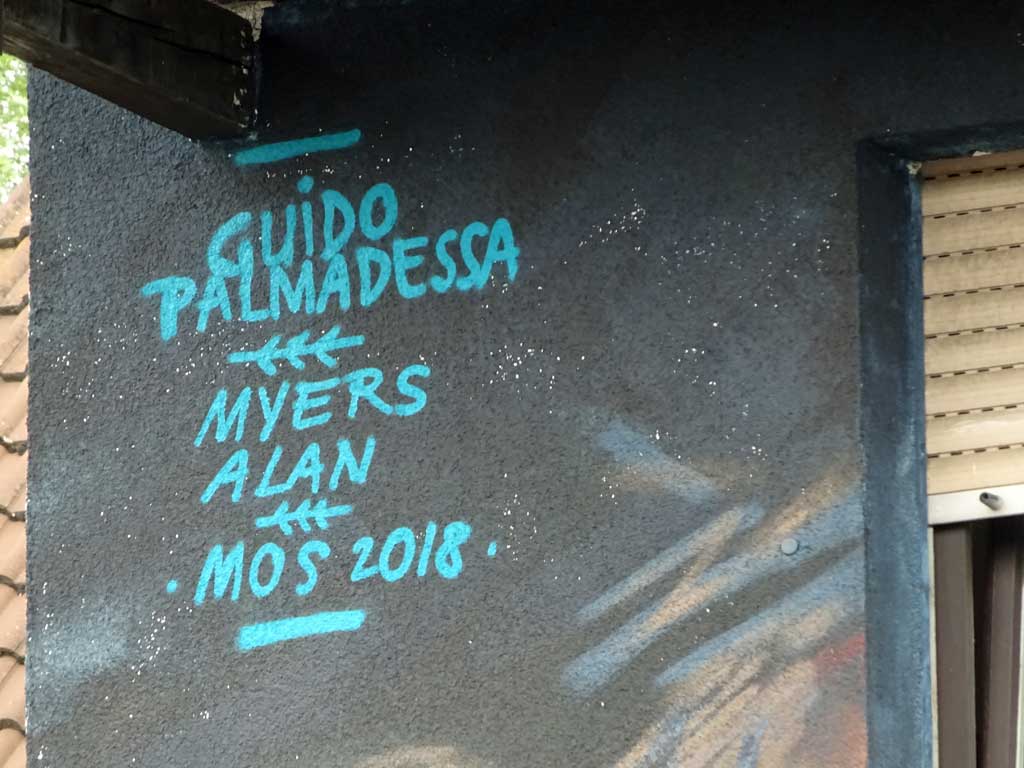 GUiDO
PALMADESSA
MYERS
ALAN
· MOS 2018 ·